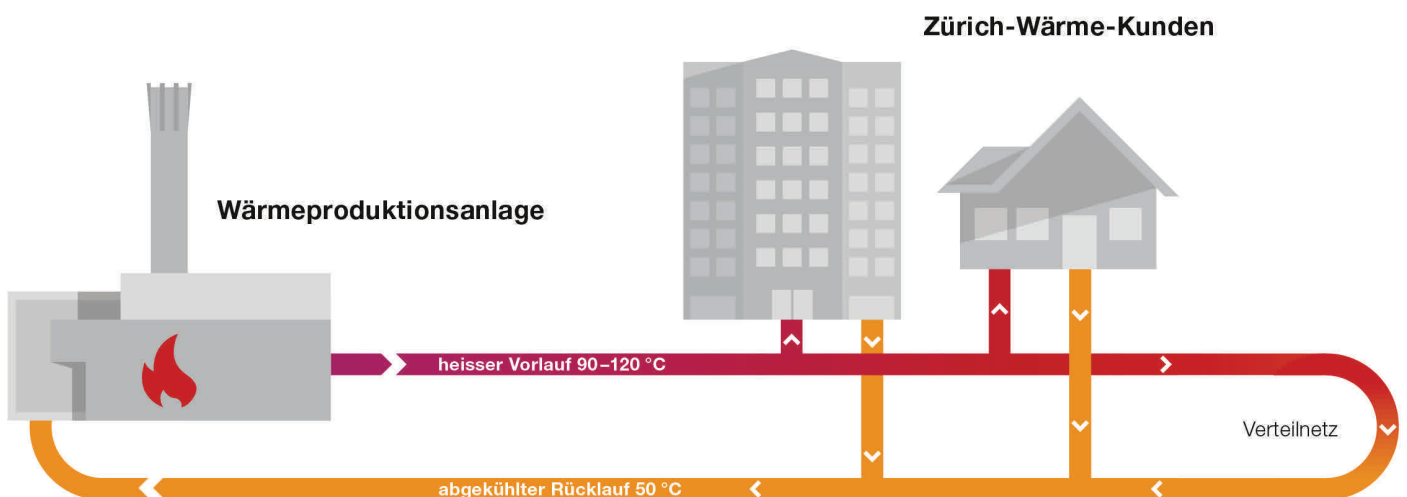 Zürich-Wärme-Kunden
Wärmeproduktionsanlage
heisser Vorlauf 90–120 °C
Verteilnetz
abgekühlter Rücklauf 50 °C